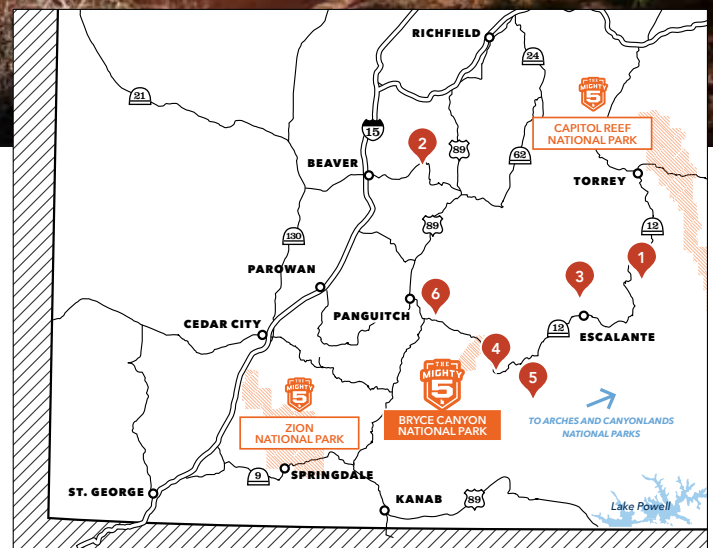 RICHFIELD
24
21
THE
MIGHTY
5
CAPITOL REEF
NATIONAL PARK
15
2
89
62
BEAVER
TORREY
12
89
130
1
PAROWAN
3
6
PANGUITCH
CEDAR CITY
12
ESCALANTE
4
THE
MIGHTY
5
5
THE
MIGHTY
5
BRYCE CANYON
NATIONAL PARK
TO ARCHES AND CANYONLANDS
NATIONAL PARKS
ZION
NATIONAL PARK
9
SPRINGDALE
ST. GEORGE
KANAB
89
Lake Powell